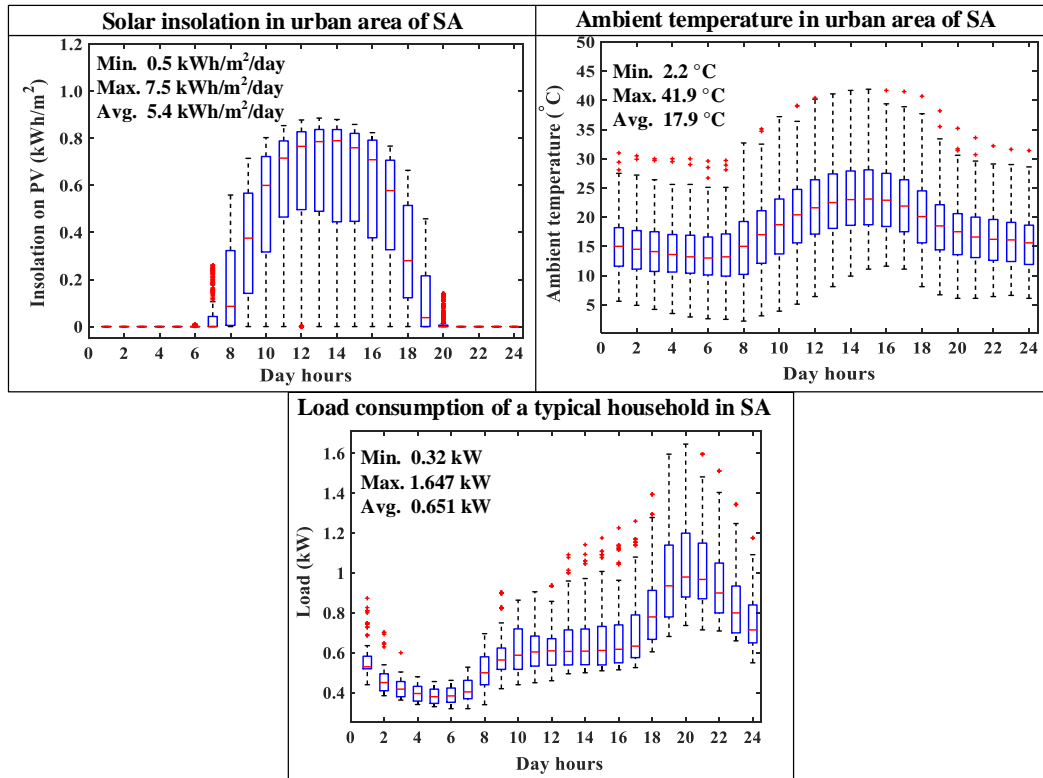 Solar insolation in urban area of SA
1.2
1.0
0.8
0.6
0.4
0.2
0
Insolation on PV (kWh/m²)
Min. 0.5 kWh/m²/day
Max. 7.5 kWh/m²/day
Avg. 5.4 kWh/m²/day
0 2 4 6 8 10 12 14 16 18 20 22 24
Day hours
Ambient temperature in urban area of SA
50
45
40
35
30
25
20
15
10
5
Ambient temperature (°C)
Min. 2.2 °C
Max. 41.9 °C
Avg. 17.9 °C
0 2 4 6 8 10 12 14 16 18 20 22 24
Day hours
Load consumption of a typical household in SA
1.6
1.4
1.2
1
0.8
0.6
0.4
Load (kW)
Min. 0.32 kW
Max. 1.647 kW
Avg. 0.651 kW
0 2 4 6 8 10 12 14 16 18 20 22 24
Day hours